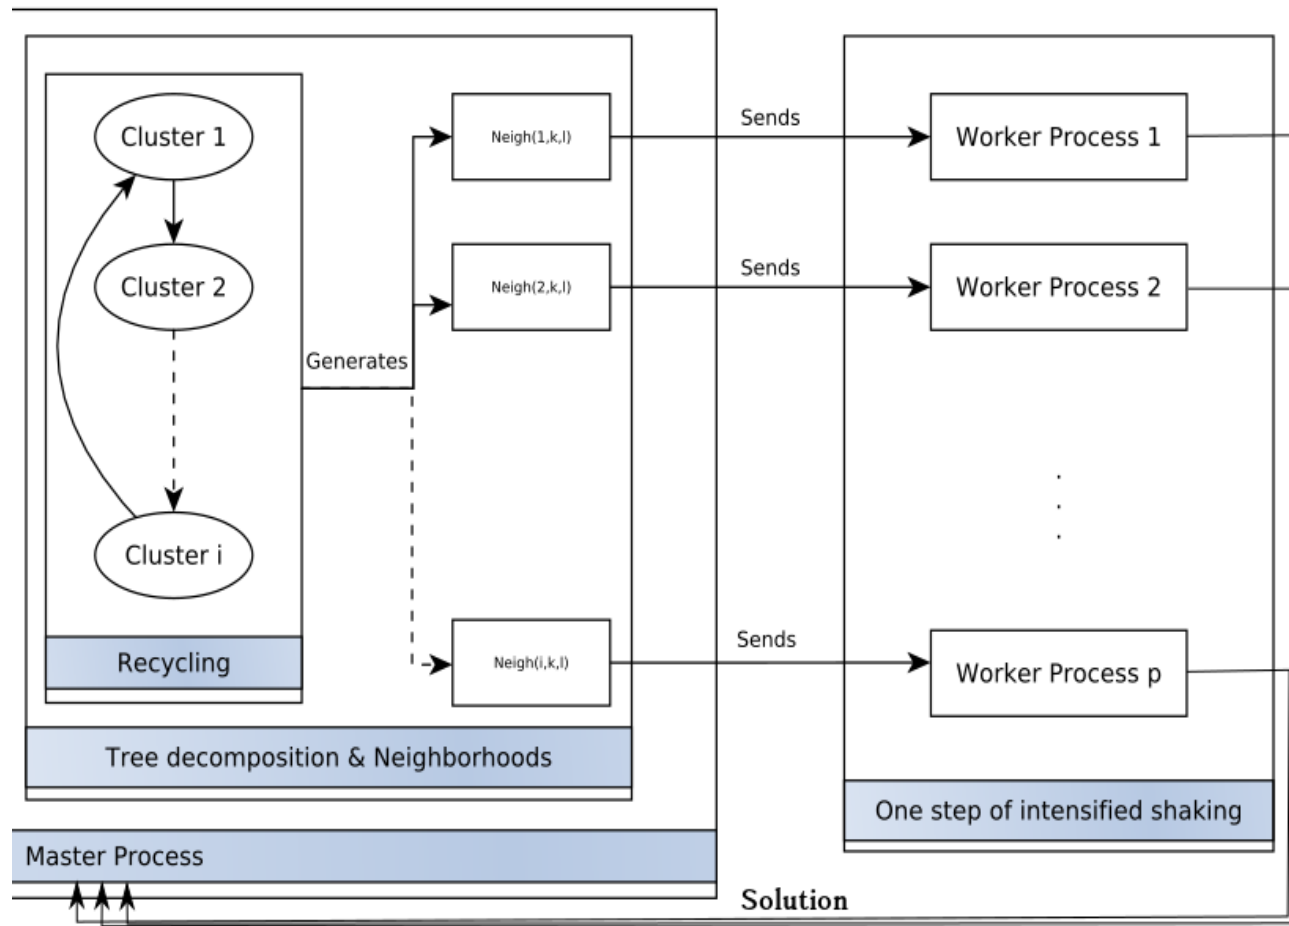 Cluster 1
Neigh(1,k,l)
Sends
Worker Process 1
Cluster 2
Neigh(2,k,l)
Sends
Worker Process 2
Generates
.
.
.
Cluster i
Neigh(i,k,l)
Sends
Worker Process p
Recycling
Tree decomposition & Neighborhoods
One step of intensified shaking
Master Process
Solution